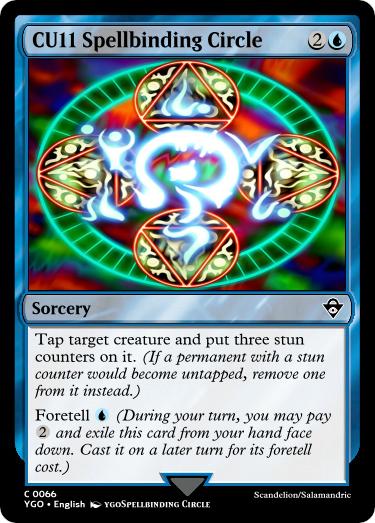 CU11 Spellbinding Circle 2
Sorcery
Tap target creature and put three stun
counters on it. (If a permanent with a stun
counter would become untapped, remove one
from it instead.)
Foretell (During your turn, you may pay
2 and exile this card from your hand face
down. Cast it on a later turn for its foretell
cost.)
C 0066
YGO • English YGOSpellbinding Circle
Scandelion/Salamandric